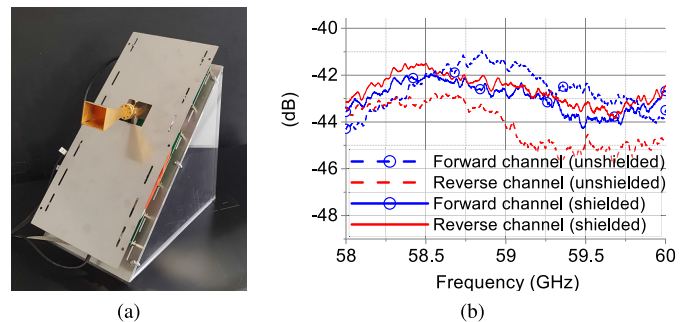 -40
-42
-44
-46
-48
(dB)
Forward channel (unshielded)
Reverse channel (unshielded)
Forward channel (shielded)
Reverse channel (shielded)
58 58.5 59 59.5 60
Frequency (GHz)
(a) (b)